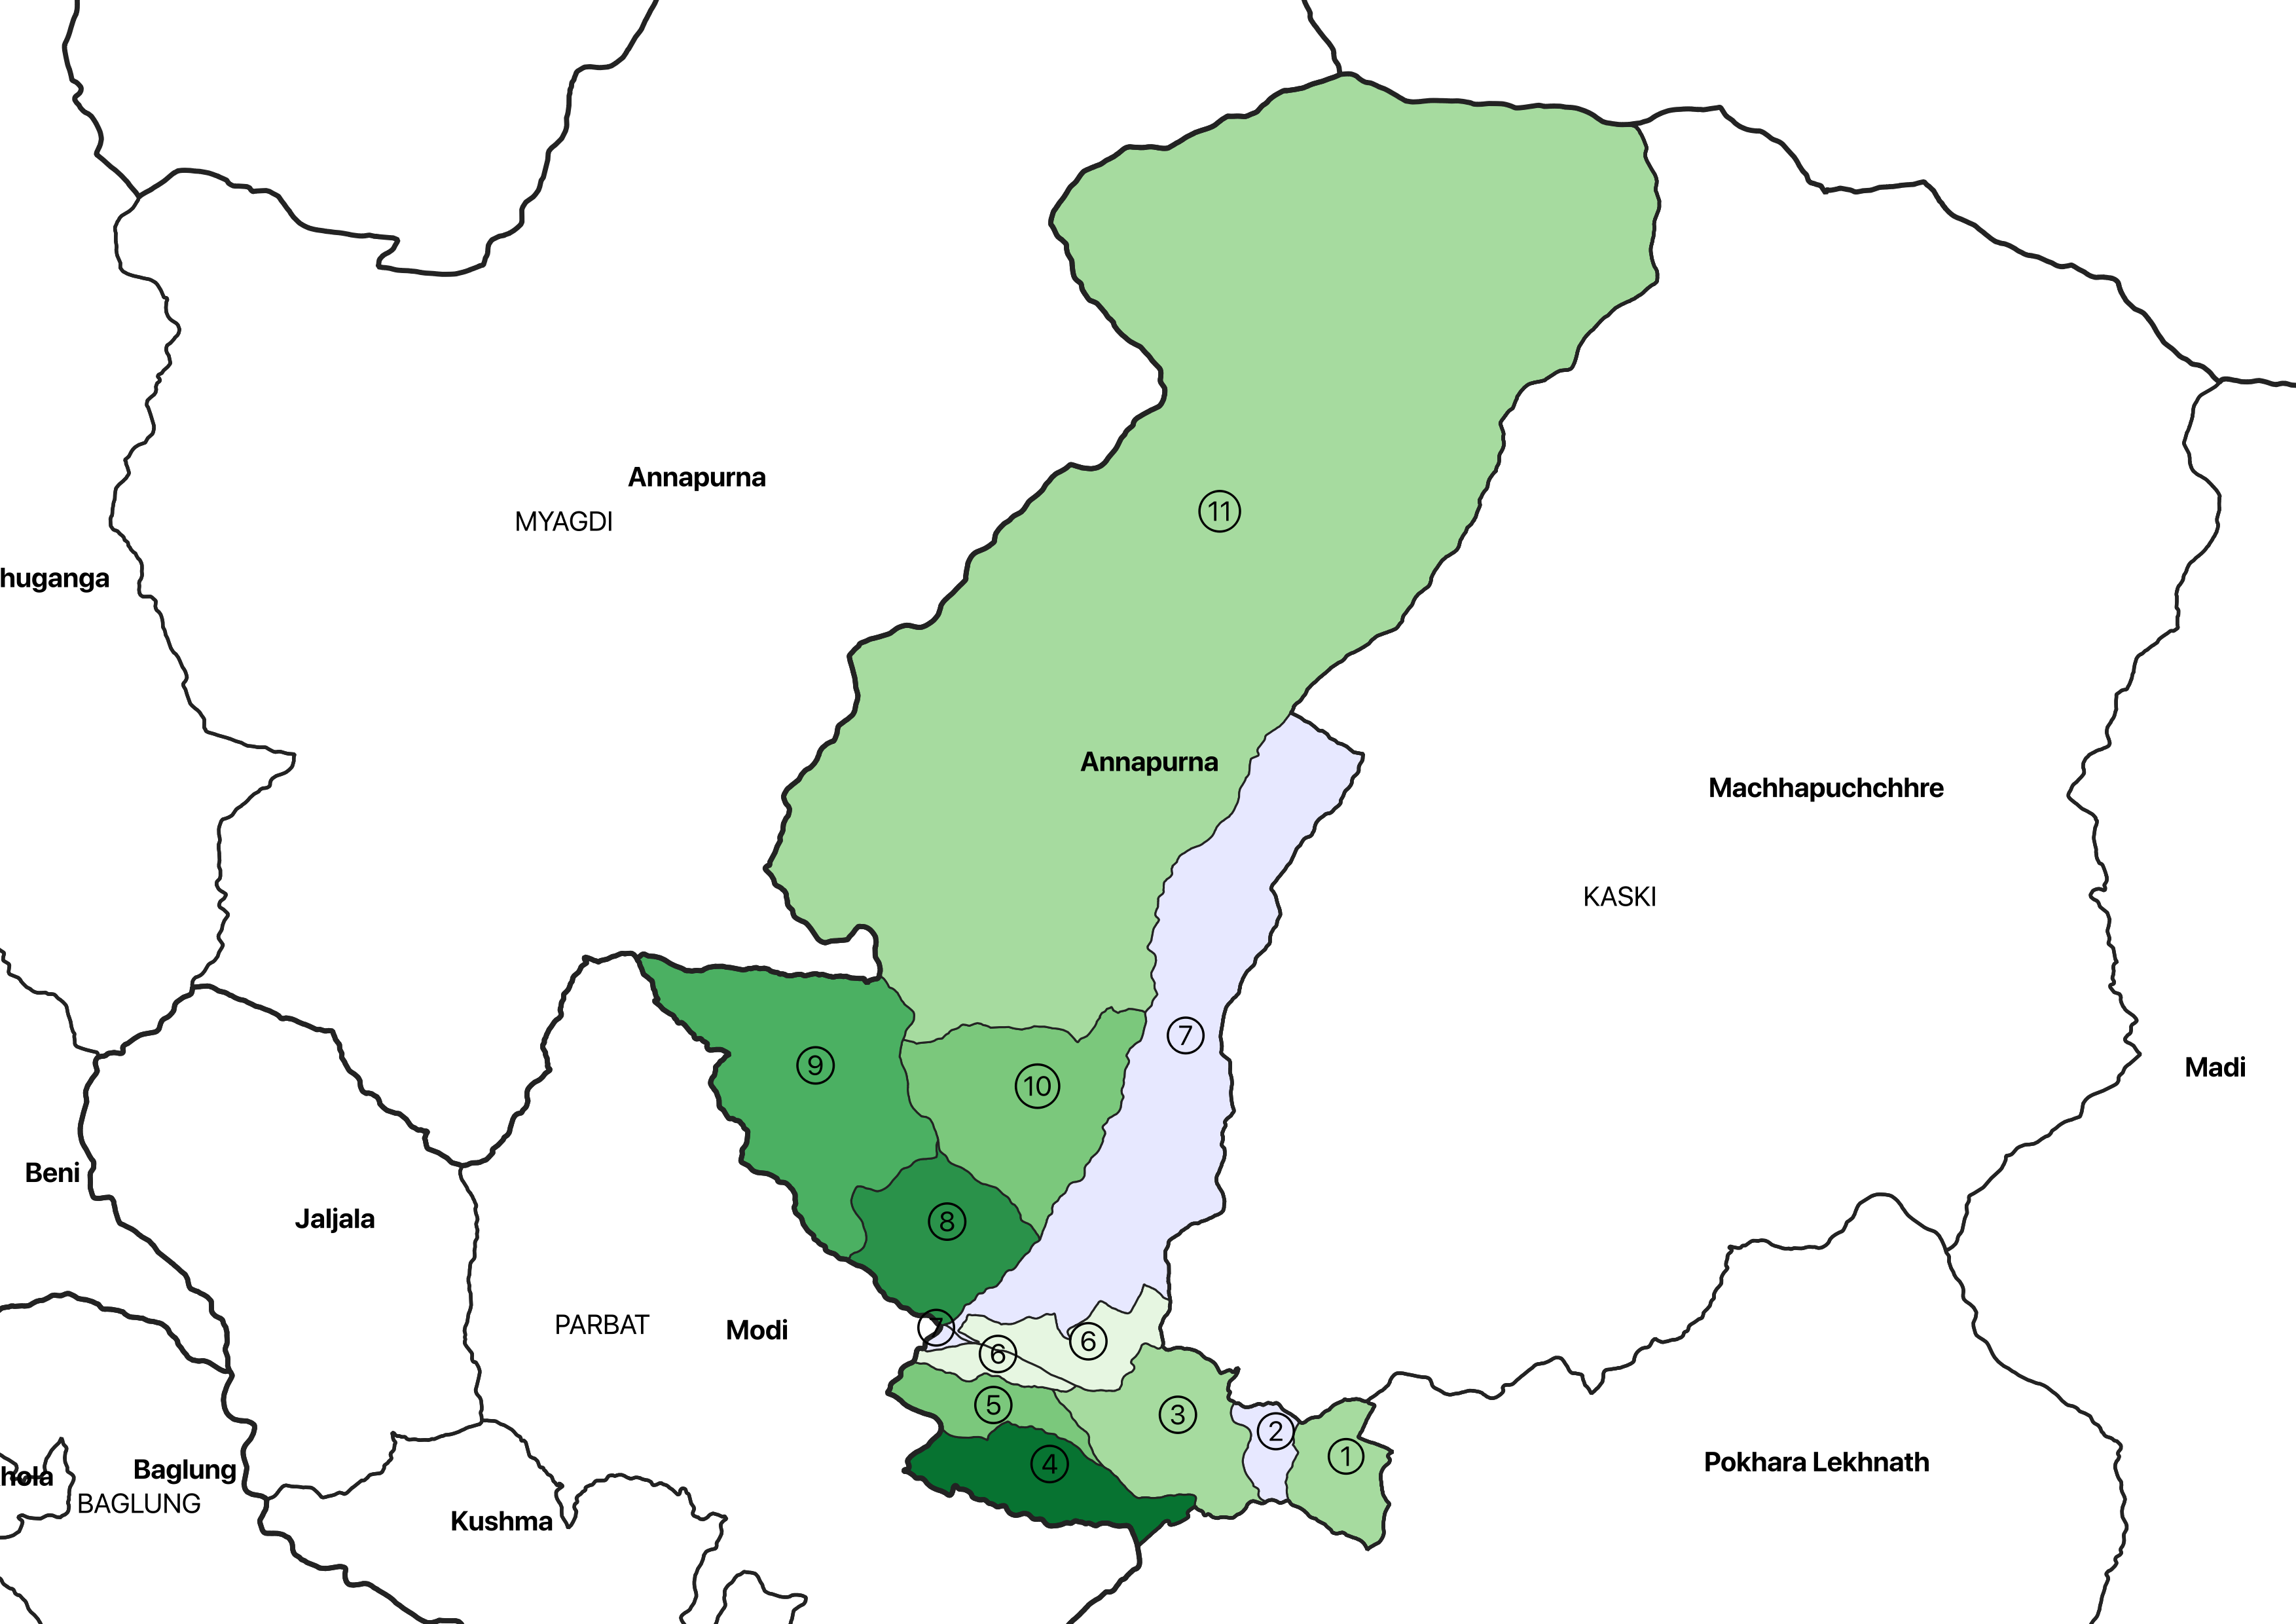 11
Annapurna
MYAGDI
huganga
Annapurna
Machhapuchchhre
KASKI
7
9
Madi
10
Beni
Jaljala
8
PARBAT
Modi
7
6
6
5
3
2
1
4
Pokhara Lekhnath
hola
Baglung
BAGLUNG
Kushma